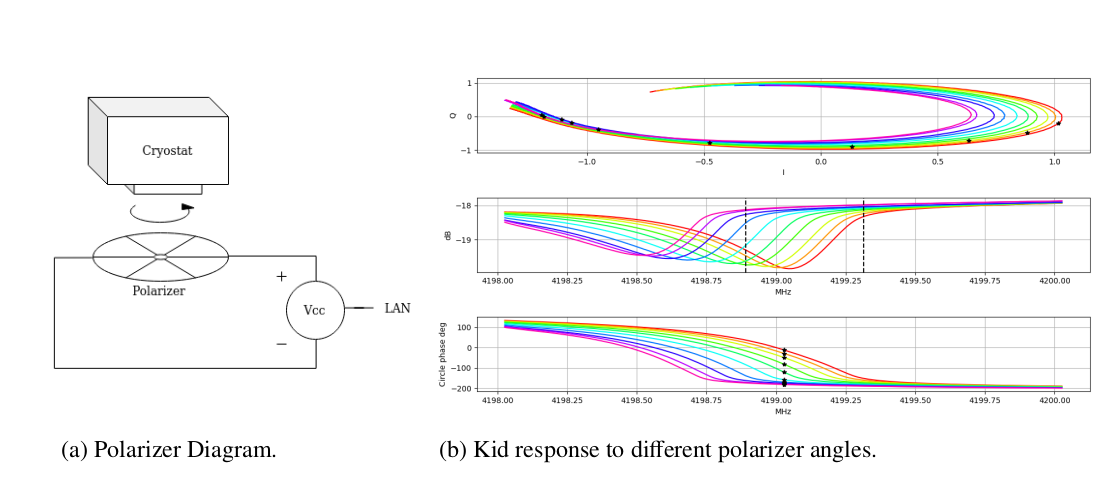 Cryostat
Polarizer
+
Vcc
−
LAN
(a) Polarizer Diagram.
1
0
−1
Q
−1.0 −0.5 0.0 0.5 1.0
I
−18
−19
dB
4198.00 4198.25 4198.50 4198.75 4199.00 4199.25 4199.50 4199.75 4200.00
MHz
100
0
−100
−200
Circle phase deg
4198.00 4198.25 4198.50 4198.75 4199.00 4199.25 4199.50 4199.75 4200.00
MHz
(b) Kid response to different polarizer angles.